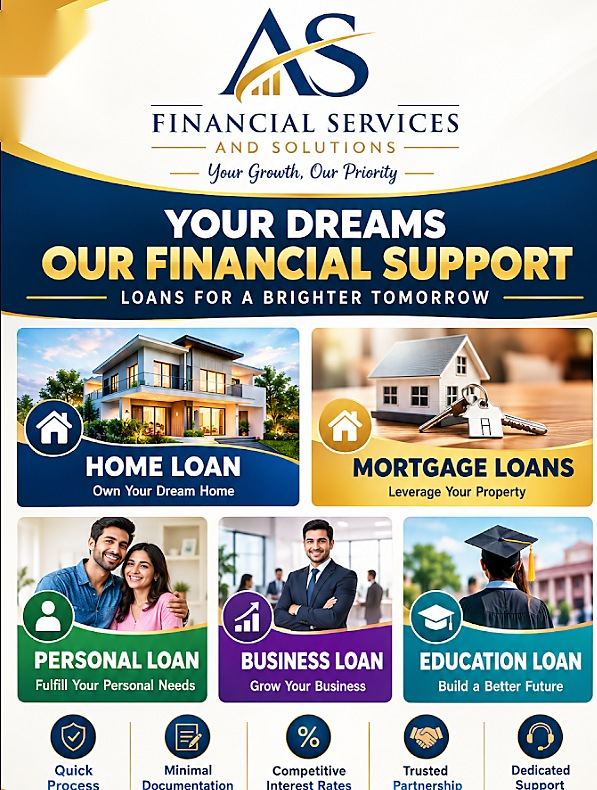 AS
FINANCIAL SERVICES
AND SOLUTIONS
Your Growth, Our Priority
YOUR DREAMS
OUR FINANCIAL SUPPORT
LOANS FOR A BRIGHTER TOMORROW
HOME LOAN
Own Your Dream Home
MORTGAGE LOANS
Leverage Your Property
PERSONAL LOAN
Fulfill Your Personal Needs
BUSINESS LOAN
Grow Your Business
EDUCATION LOAN
Build a Better Future
%
Quick
Process
Minimal
Documentation
Competitive
Interest Rates
Trusted
Partnership
Dedicated
Support